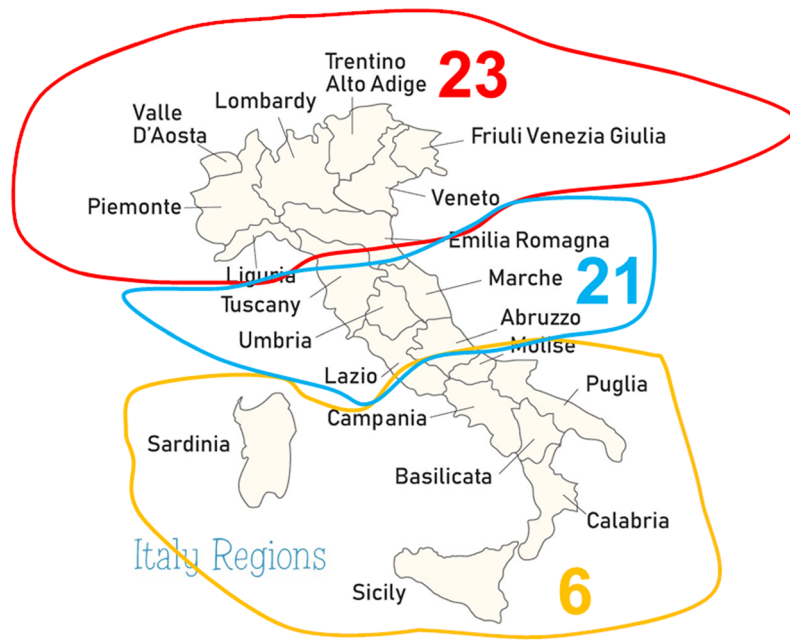 Trentino
Alto Adige
23
Lombardy
Valle
D'Aosta
Friuli Venezia Giulia
Piemonte
Veneto
Emilia Romagna
Liguria
Marche
21
Tuscany
Abruzzo
Umbria
Molise
Lazio
Puglia
Campania
Sardinia
Basilicata
Calabria
Italy Regions
Sicily
6